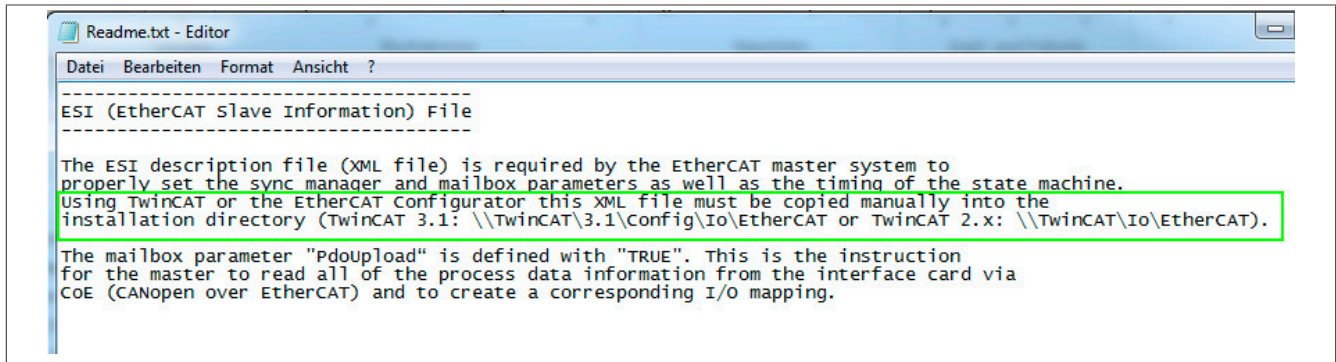 Readme.txt - Editor
Datei Bearbeiten Format Ansicht ?
-------------------------------------
ESI (EtherCAT Slave Information) File
-------------------------------------
The ESI description file (XML file) is required by the EtherCAT master system to
properly set the sync manager and mailbox parameters as well as the timing of the state machine.
Using TwinCAT or the EtherCAT Configurator this XML file must be copied manually into the
installation directory (TwinCAT 3.1: \\TwinCAT\3.1\Config\Io\EtherCAT or TwinCAT 2.x: \\TwinCAT\Io\EtherCAT).
The mailbox parameter "PdoUpload“ is defined with "TRUE". This is the instruction
for the master to read all of the process data information from the interface card via
CoE (CANopen over EtherCAT) and to create a corresponding I/O mapping.